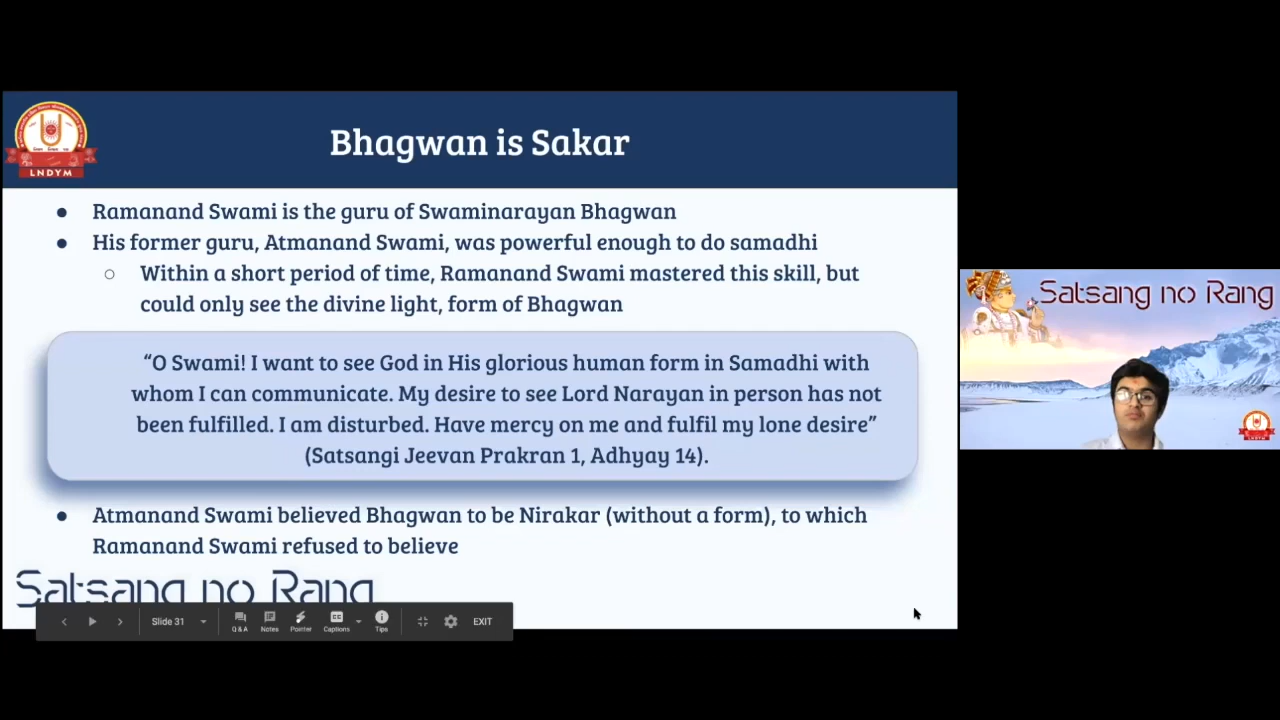 Bhagwan is Sakar
LNDYM
● Ramanand Swami is the guru of Swaminarayan Bhagwan
● His former guru, Atmanand Swami, was powerful enough to do samadhi
○ Within a short period of time, Ramanand Swami mastered this skill, but
could only see the divine light, form of Bhagwan
“O Swami! I want to see God in His glorious human form in Samadhi with
whom I can communicate. My desire to see Lord Narayan in person has not
been fulfilled. I am disturbed. Have mercy on me and fulfil my lone desire”
(Satsangi Jeevan Prakran 1, Adhyay 14).
● Atmanand Swami believed Bhagwan to be Nirakar (without a form), to which
Ramanand Swami refused to believe
Satsang no Rang
Slide 31
Q & A
Notes
Pointer
CC
Captions
Tips
EXIT
Satsang no Rang
LNDYM